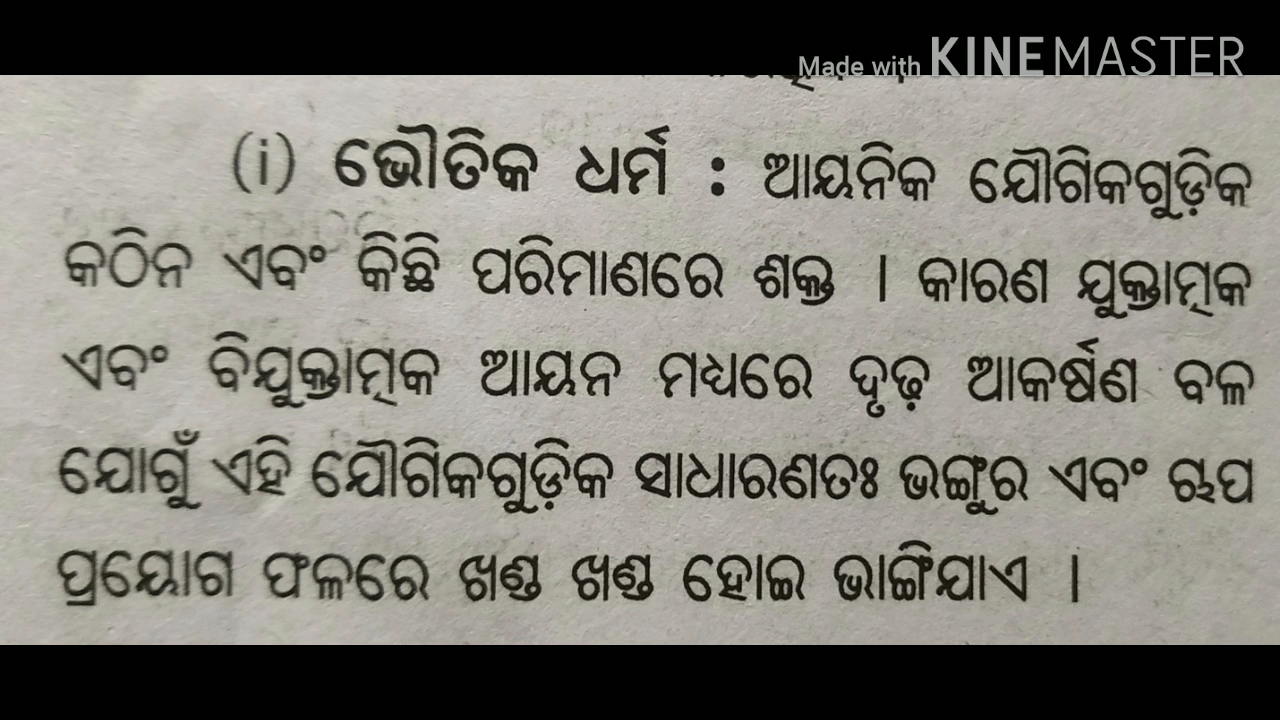 Made with KINEMASTER
(i) ଭୌତିକ ଧର୍ମ : ଆୟନିକ ଯୌଗିକଗୁଡ଼ିକ
କଠିନ ଏବଂ କିଛି ପରିମାଣରେ ଶକ୍ତ । କାରଣ ଯୁକ୍ତାତ୍ମକ
ଏବଂ ବିଯୁକ୍ତାତ୍ମକ ଆୟନ ମଧ୍ୟରେ ଦୃଢ଼ ଆକର୍ଷଣ ବଳ
ଯୋଗୁଁ ଏହି ଯୌଗିକଗୁଡ଼ିକ ସାଧାରଣତଃ ଭଙ୍ଗୁର ଏବଂ ଚାପ
ପ୍ରୟୋଗ ଫଳରେ ଖଣ୍ଡ ଖଣ୍ଡ ହୋଇ ଭାଙ୍ଗିଯାଏ ।